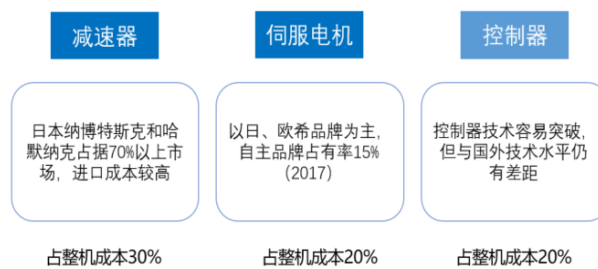 减速器
伺服电机
控制器
日本纳博特斯克和哈
默纳克占据70%以上市
场，进口成本较高
以日、欧希品牌为主，
自主品牌占有率15%
（2017）
控制器技术容易突破，
但与国外技术水平仍
有差距
占整机成本30%
占整机成本20%
占整机成本20%